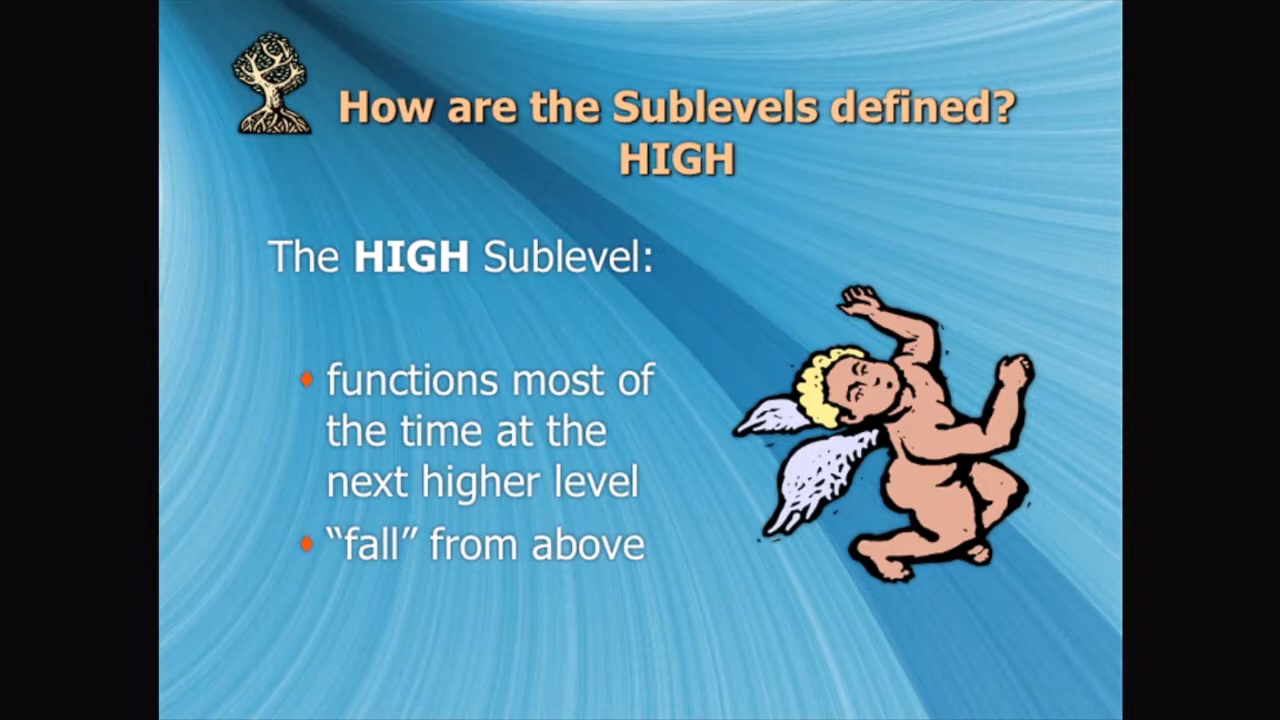 How are the Sublevels defined?
HIGH
The HIGH Sublevel:
functions most of
the time at the
next higher level
“fall” from above